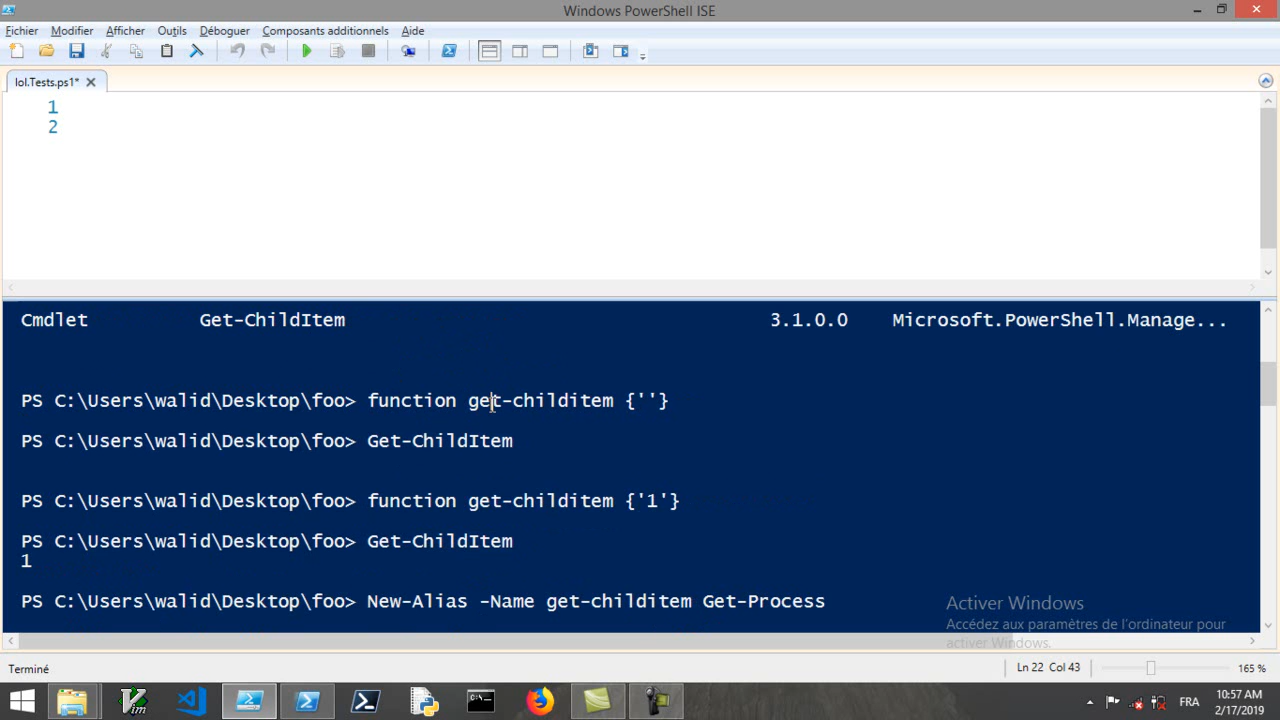 Windows PowerShell ISE
Fichier Modifier Afficher Outils Déboguer Composants additionnels Aide
lol.Tests.ps1*
1
2
Cmdlet Get-ChildItem 3.1.0.0 Microsoft.PowerShell.Manage...
PS C:\Users\walid\Desktop\foo> function get-childitem {''}
PS C:\Users\walid\Desktop\foo> Get-ChildItem
PS C:\Users\walid\Desktop\foo> function get-childitem {'1'}
PS C:\Users\walid\Desktop\foo> Get-ChildItem
1
PS C:\Users\walid\Desktop\foo> New-Alias -Name get-childitem Get-Process
Activer Windows
Accédez aux paramètres de l'ordinateur pour
activer Windows.
Terminé Ln 22 Col 43 165 %
FRA 10:57 AM
2/17/2019